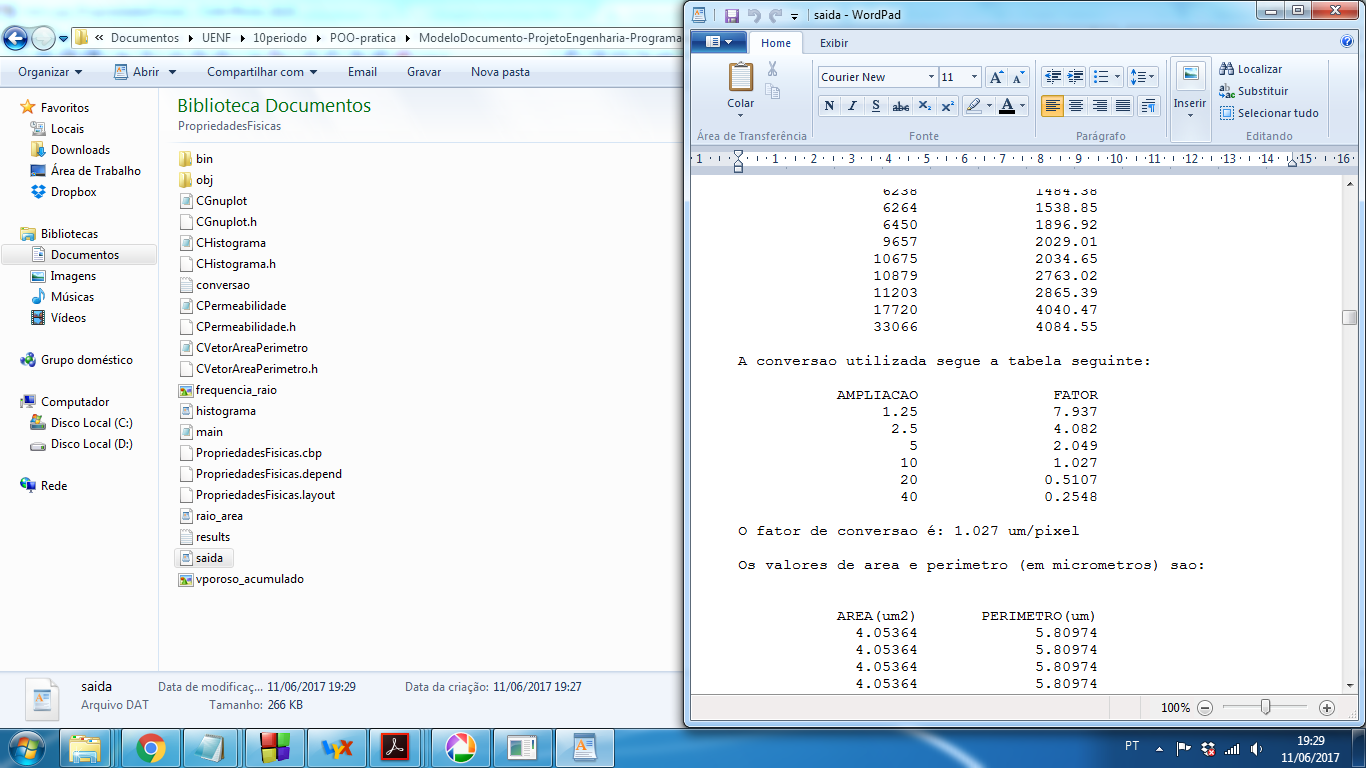 Documents
UENF
10periodo
POO-pratica
ModeloDocumento-ProjetoEngenharia-Programa
Organizar
Abrir
Compartilhar com
Email
Gravar
Nova pasta
Favoritos
Locais
Downloads
Área de Trabalho
Dropbox
Bibliotecas
Documentos
Imagens
Músicas
Vídeos
Grupo doméstico
Computador
Disco Local (C:)
Disco Local (D:)
Rede
Biblioteca Documentos
PropriedadesFisicas
bin
obj
CGnuplot
CGnuplot.h
CHistograma
CHistograma.h
conversao
CPermeabilidade
CPermeabilidade.h
CVetorAreaPerimetro
CVetorAreaPerimetro.h
frequencia_raio
histograma
main
PropriedadesFisicas.cbp
PropriedadesFisicas.depend
PropriedadesFisicas.layout
raio_area
results
saida
vporoso_acumulado
saida Data de modificaç... 11/06/2017 19:29 Data da criação: 11/06/2017 19:27
Arquivo DAT Tamanho: 266 KB
saida - WordPad
Home Exibir
Colar
Área de Transferência
Courier New 11
N I S abc X₂ X²
Fonte
Parágrafo
Inserir
Localizar
Substituir
Selecionar tudo
Editando
1 1 2 3 4 5 6 7 8 9 10 11 12 13 14 15 16
6238 1484.38
6264 1538.85
6450 1896.92
9657 2029.01
10675 2034.65
10879 2763.02
11203 2865.39
17720 4040.47
33066 4084.55
A conversao utilizada segue a tabela seguinte:
AMPLIACAO FATOR
1.25 7.937
2.5 4.082
5 2.049
10 1.027
20 0.5107
40 0.2548
O fator de conversao é: 1.027 um/pixel
Os valores de area e perimetro (em micrometros) sao:
AREA(um2) PERIMETRO(um)
4.05364 5.80974
4.05364 5.80974
4.05364 5.80974
4.05364 5.80974
100%
PT
19:29
11/06/2017